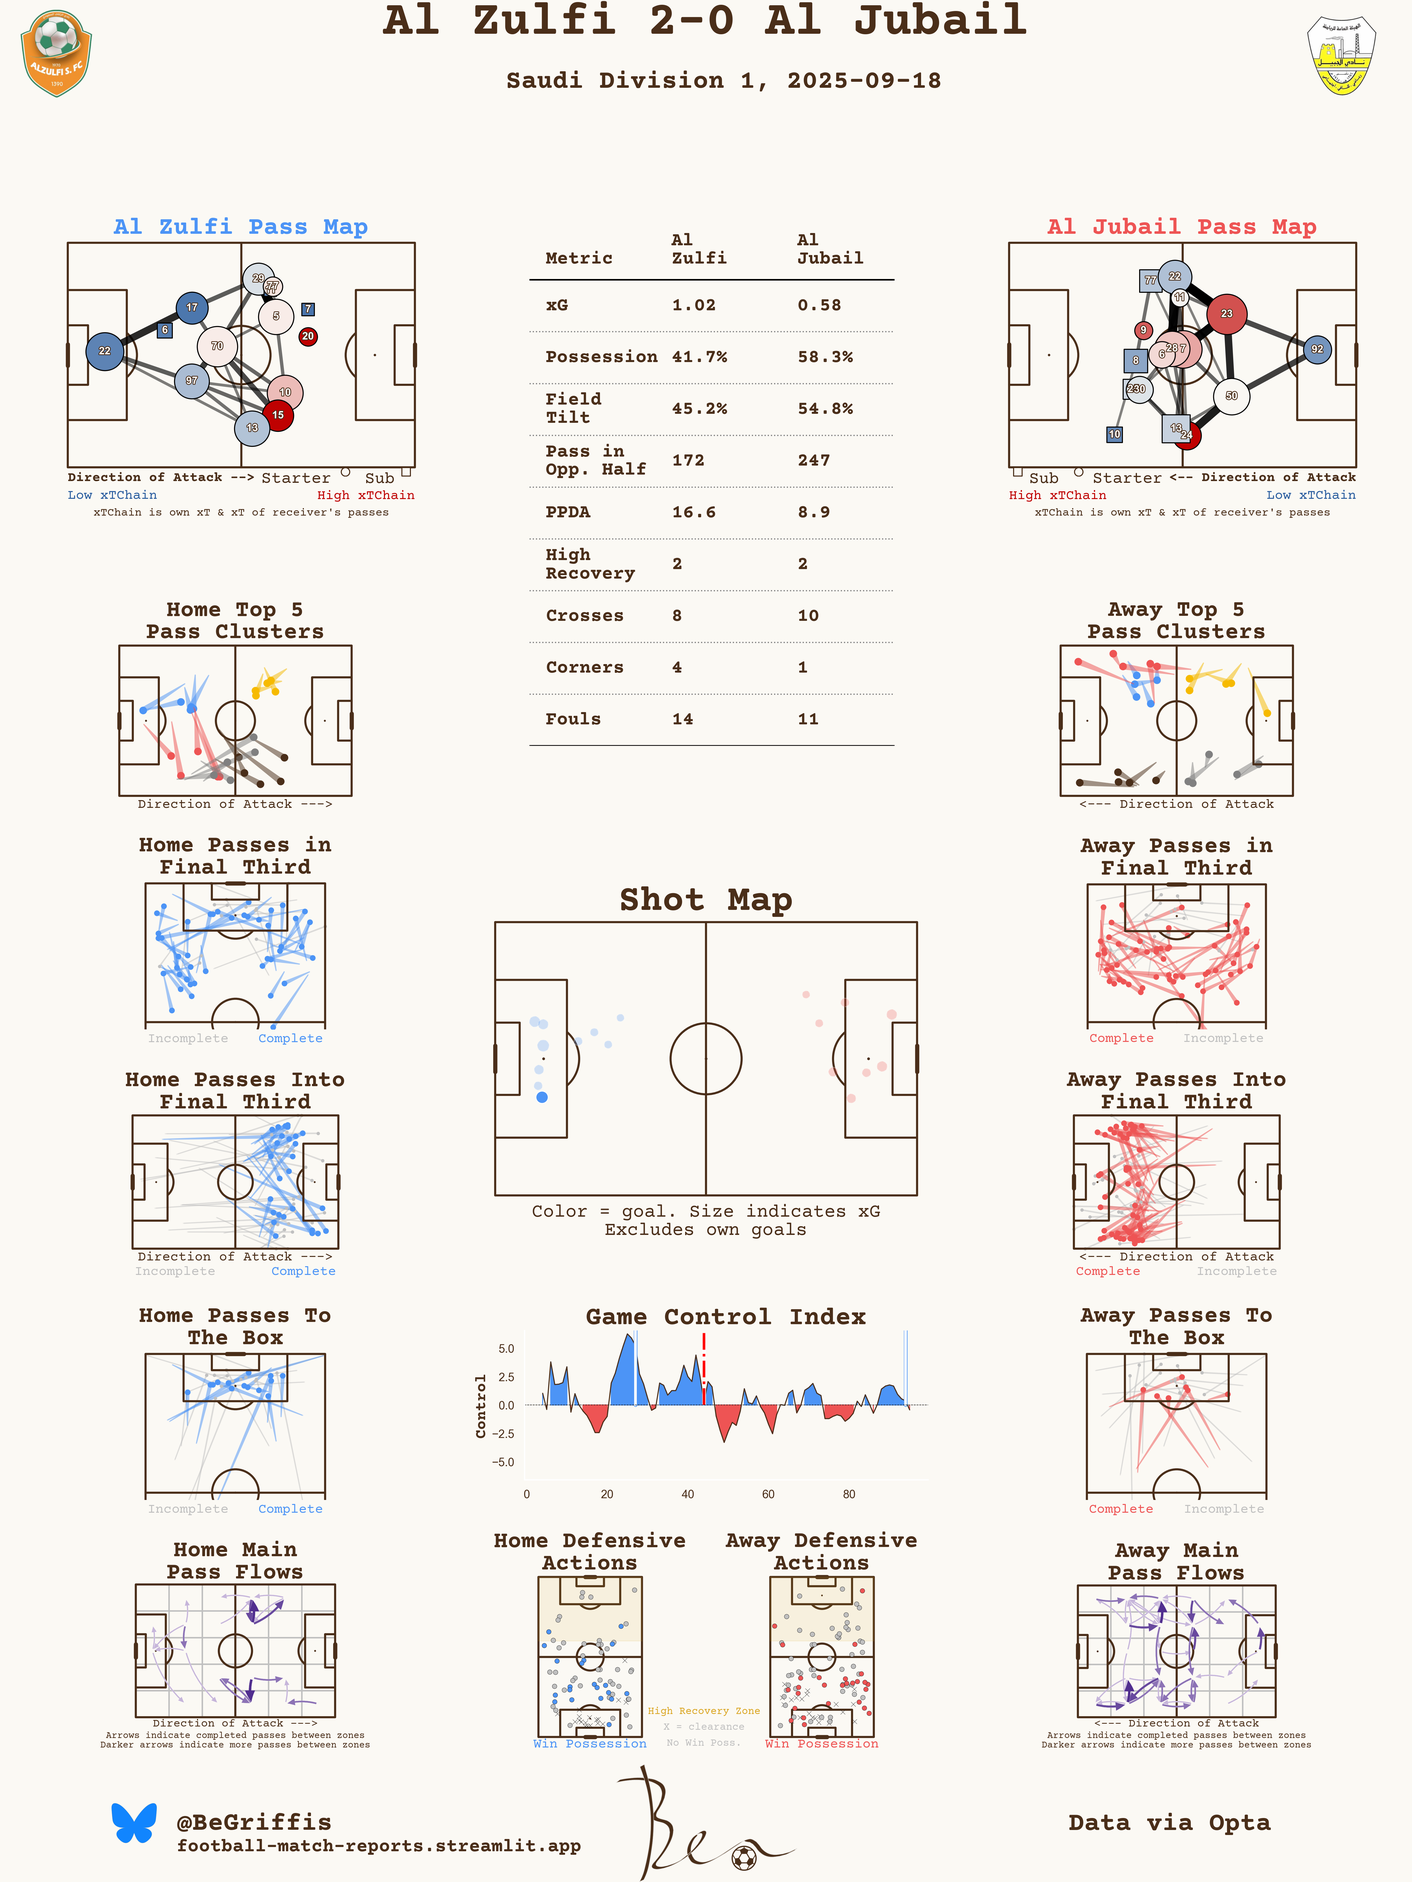 Al Zulfi 2-0 Al Jubail
Saudi Division 1, 2025-09-18
ALZULFI S. FC
Al Zulfi Pass Map
22
17
6
97
70
29
77
5
7
20
10
15
13
Direction of Attack --> Starter Sub
Low xTChain High xTChain
xTChain is own xT & xT of receiver's passes
Metric Al Zulfi Al Jubail
xG 1.02 0.58
Possession 41.7% 58.3%
Field Tilt 45.2% 54.8%
Pass in Opp. Half 172 247
PPDA 16.6 8.9
High Recovery 2 2
Crosses 8 10
Corners 4 1
Fouls 14 11
Al Jubail Pass Map
77
22
11
9
23
6
28
7
8
92
30
50
10
13
24
Sub Starter <-- Direction of Attack
High xTChain Low xTChain
xTChain is own xT & xT of receiver's passes
Home Top 5
Pass Clusters
Direction of Attack --->
Home Passes in
Final Third
Incomplete Complete
Home Passes Into
Final Third
Direction of Attack --->
Incomplete Complete
Home Passes To
The Box
Incomplete Complete
Home Main
Pass Flows
Direction of Attack --->
Arrows indicate completed passes between zones
Darker arrows indicate more passes between zones
Shot Map
Color = goal. Size indicates xG
Excludes own goals
Game Control Index
Control
5.0
2.5
0.0
−2.5
−5.0
0 20 40 60 80
Home Defensive
Actions
Win Possession
High Recovery Zone
X = clearance
No Win Poss.
Away Defensive
Actions
Win Possession
Away Top 5
Pass Clusters
<--- Direction of Attack
Away Passes in
Final Third
Complete Incomplete
Away Passes Into
Final Third
<--- Direction of Attack
Complete Incomplete
Away Passes To
The Box
Complete Incomplete
Away Main
Pass Flows
<--- Direction of Attack
Arrows indicate completed passes between zones
Darker arrows indicate more passes between zones
@BeGriffis
football-match-reports.streamlit.app
Ben
Data via Opta